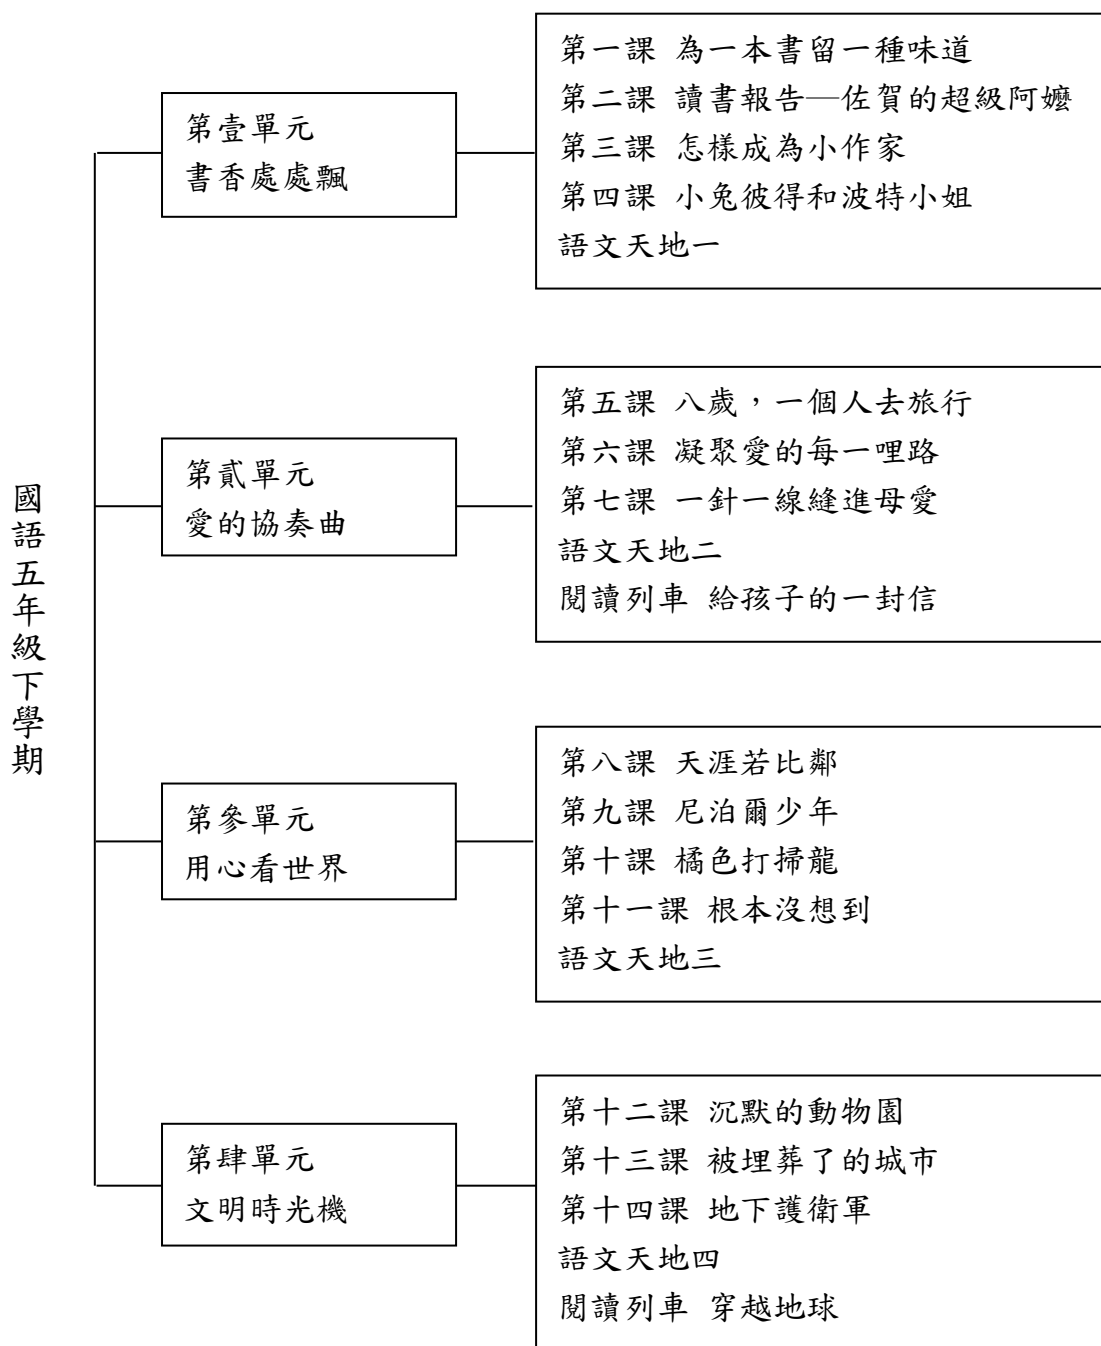 國語五年級下學期
第壹單元
書香處處飄
第一課 為一本書留一種味道
第二課 讀書報告—佐賀的超級阿嬤
第三課 怎樣成為小作家
第四課 小兔彼得和波特小姐
語文天地一
第貳單元
愛的協奏曲
第五課 八歲，一個人去旅行
第六課 凝聚愛的每一哩路
第七課 一針一線縫進母愛
語文天地二
閱讀列車 給孩子的一封信
第參單元
用心看世界
第八課 天涯若比鄰
第九課 尼泊爾少年
第十課 橘色打掃龍
第十一課 根本沒想到
語文天地三
第肆單元
文明時光機
第十二課 沉默的動物園
第十三課 被埋葬了的城市
第十四課 地下護衛軍
語文天地四
閱讀列車 穿越地球